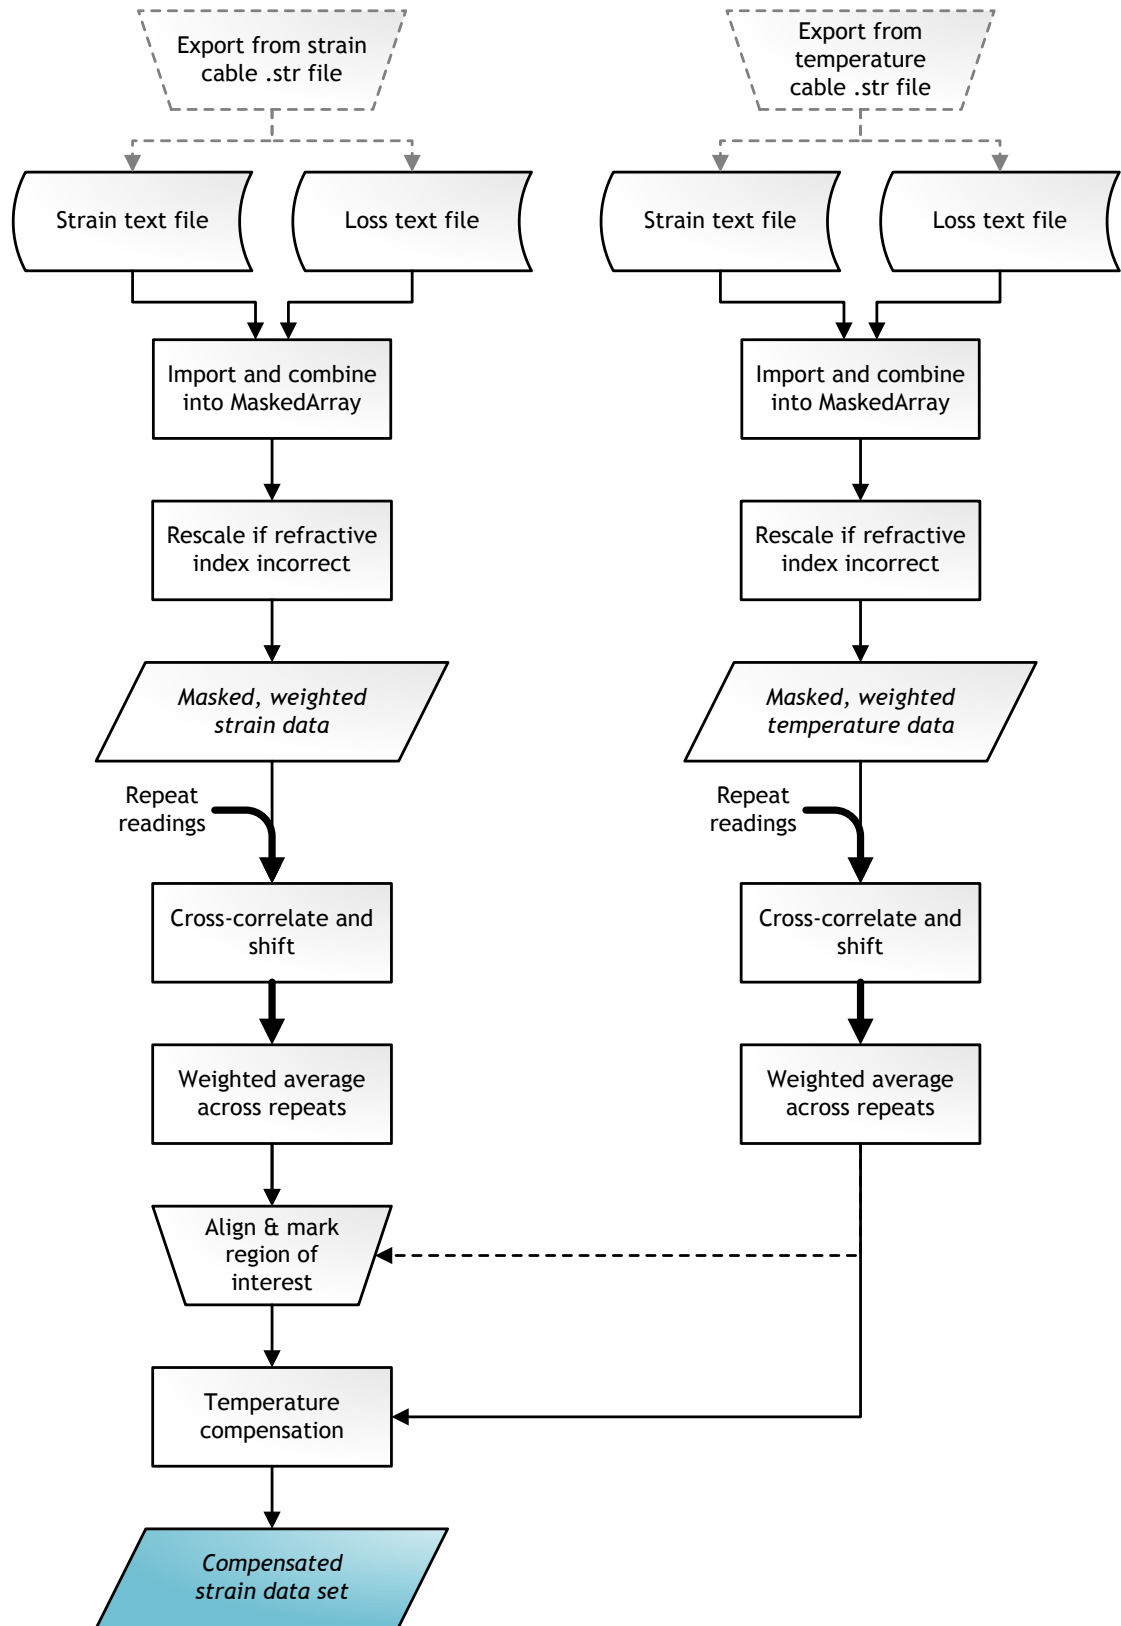 Export from strain
cable .str file
Export from
temperature
cable .str file
Strain text file
Loss text file
Strain text file
Loss text file
Import and combine
into MaskedArray
Import and combine
into MaskedArray
Rescale if refractive
index incorrect
Rescale if refractive
index incorrect
Masked, weighted
strain data
Masked, weighted
temperature data
Repeat
readings
Repeat
readings
Cross-correlate and
shift
Cross-correlate and
shift
Weighted average
across repeats
Weighted average
across repeats
Align & mark
region of
interest
Temperature
compensation
Compensated
strain data set